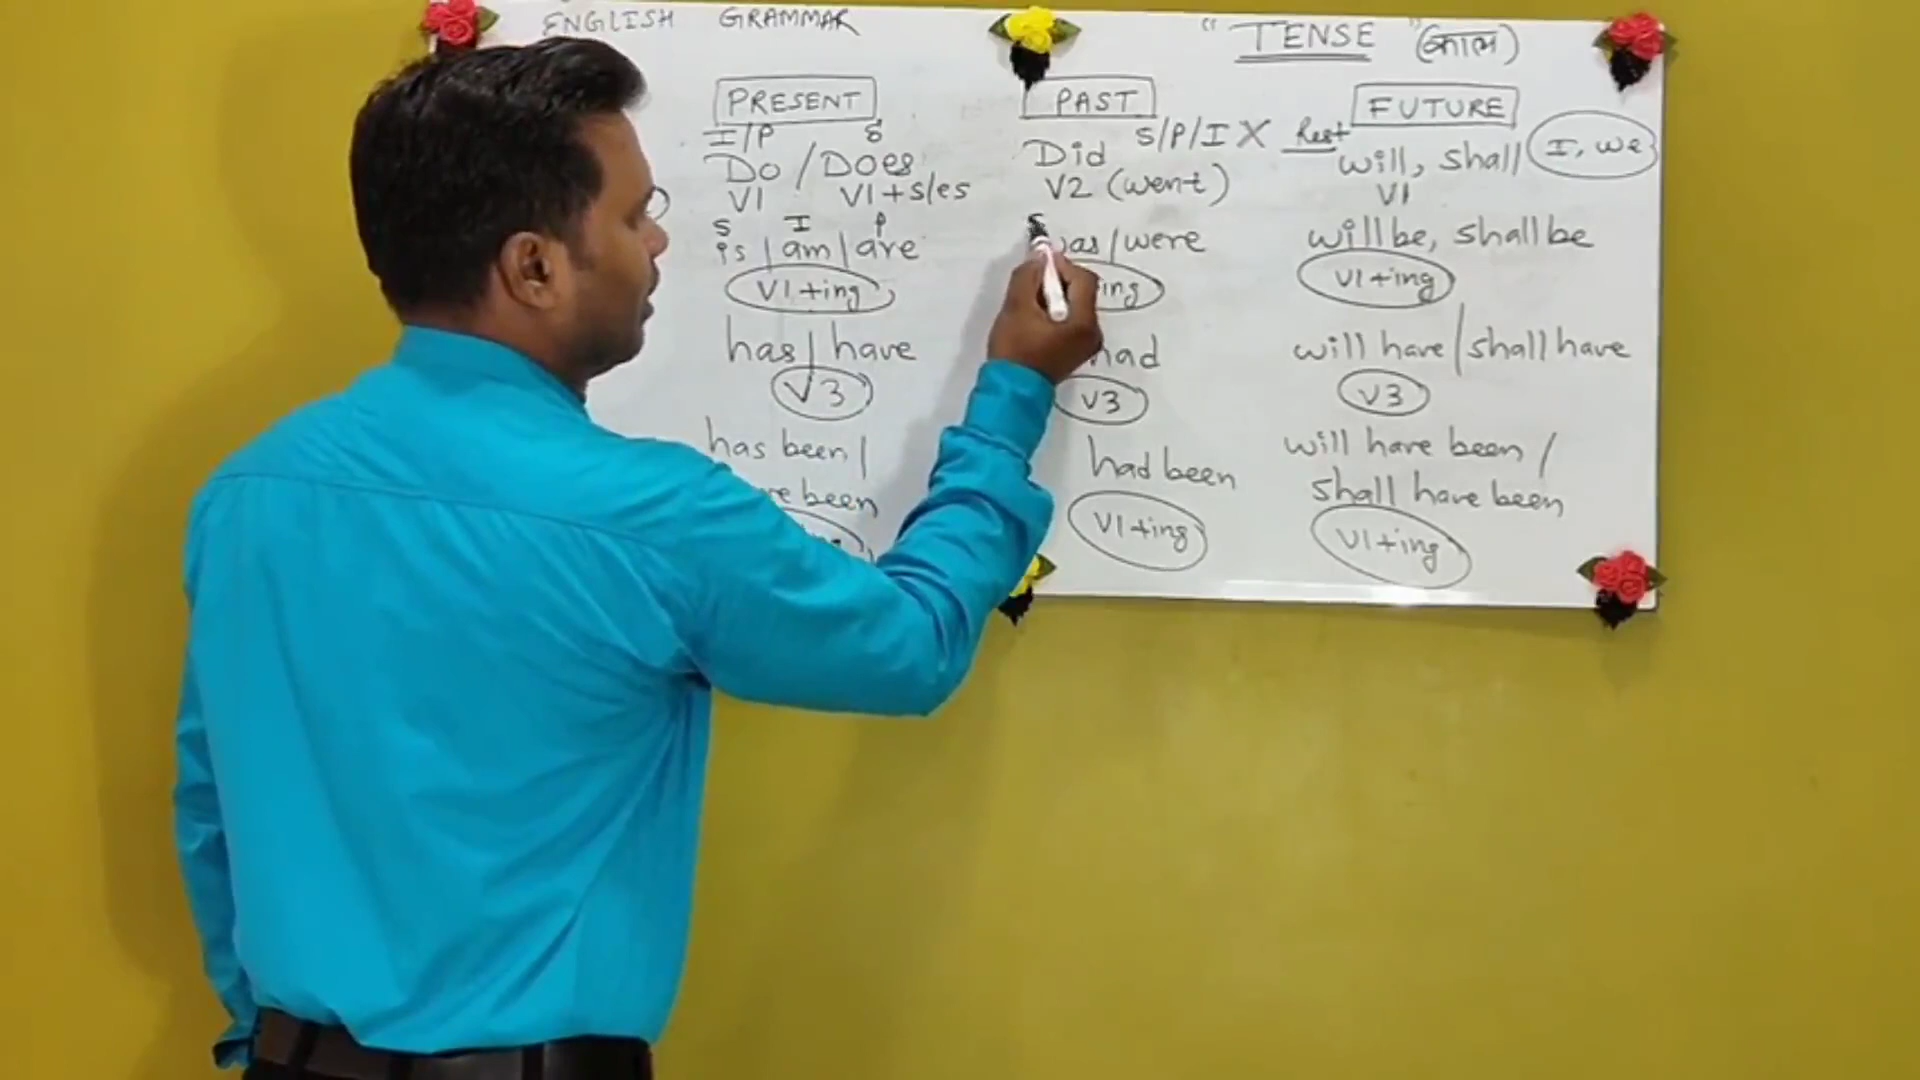 ENGLISH GRAMMAR "TENSE" (काल)
PRESENT PAST FUTURE
I/P S S/P/I X Rest I, we
Do / Does Did will, shall
V1 V1+s/es V2 (went) V1
S I P S
is | am | are was/were will be, shall be
V1+ing +ing V1+ing
has | have had will have | shall have
V3 V3 V3
has been | had been will have been /
been shall have been
V1+ing V1+ing